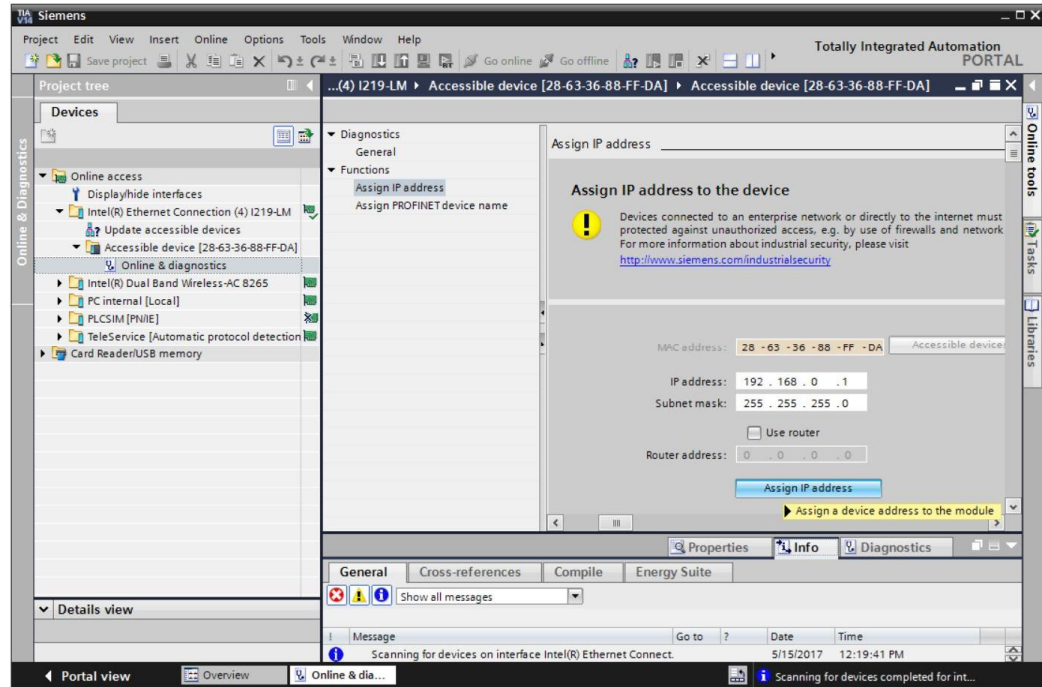 TIA
V14
Siemens
Project Edit View Insert Online Options Tools Window Help
Save project
Go online
Go offline
Totally Integrated Automation
PORTAL
Project tree
Devices
Online & Diagnostics
Online access
Display/hide interfaces
Intel(R) Ethernet Connection (4) I219-LM
Update accessible devices
Accessible device [28-63-36-88-FF-DA]
Online & diagnostics
Intel(R) Dual Band Wireless-AC 8265
PC internal [Local]
PLCSIM [PN/IE]
TeleService [Automatic protocol detection
Card Reader/USB memory
Details view
...(4) I219-LM Accessible device [28-63-36-88-FF-DA] Accessible device [28-63-36-88-FF-DA]
Diagnostics
General
Functions
Assign IP address
Assign PROFINET device name
Assign IP address
Assign IP address to the device
Devices connected to an enterprise network or directly to the internet must
protected against unauthorized access, e.g. by use of firewalls and network
For more information about industrial security, please visit
http://www.siemens.com/industrialsecurity
MAC address: 28 -63 -36 -88 -FF -DA Accessible device
IP address: 192 . 168 . 0 . 1
Subnet mask: 255 . 255 . 255 . 0
Use router
Router address: 0 . 0 . 0 . 0
Assign IP address
Assign a device address to the module
Properties Info Diagnostics
General Cross-references Compile Energy Suite
Show all messages
! Message Go to ? Date Time
Scanning for devices on interface Intel(R) Ethernet Connect. 5/15/2017 12:19:41 PM
Online tools
Tasks
Libraries
Portal view Overview Online & dia... Scanning for devices completed for int...